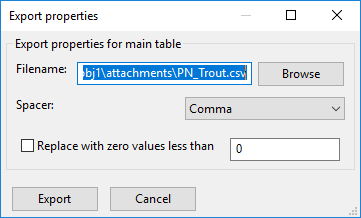 Export properties
Export properties for main table
Filename: obj1\attachments\PN_Trout.csv Browse
Spacer: Comma
Replace with zero values less than 0
Export Cancel